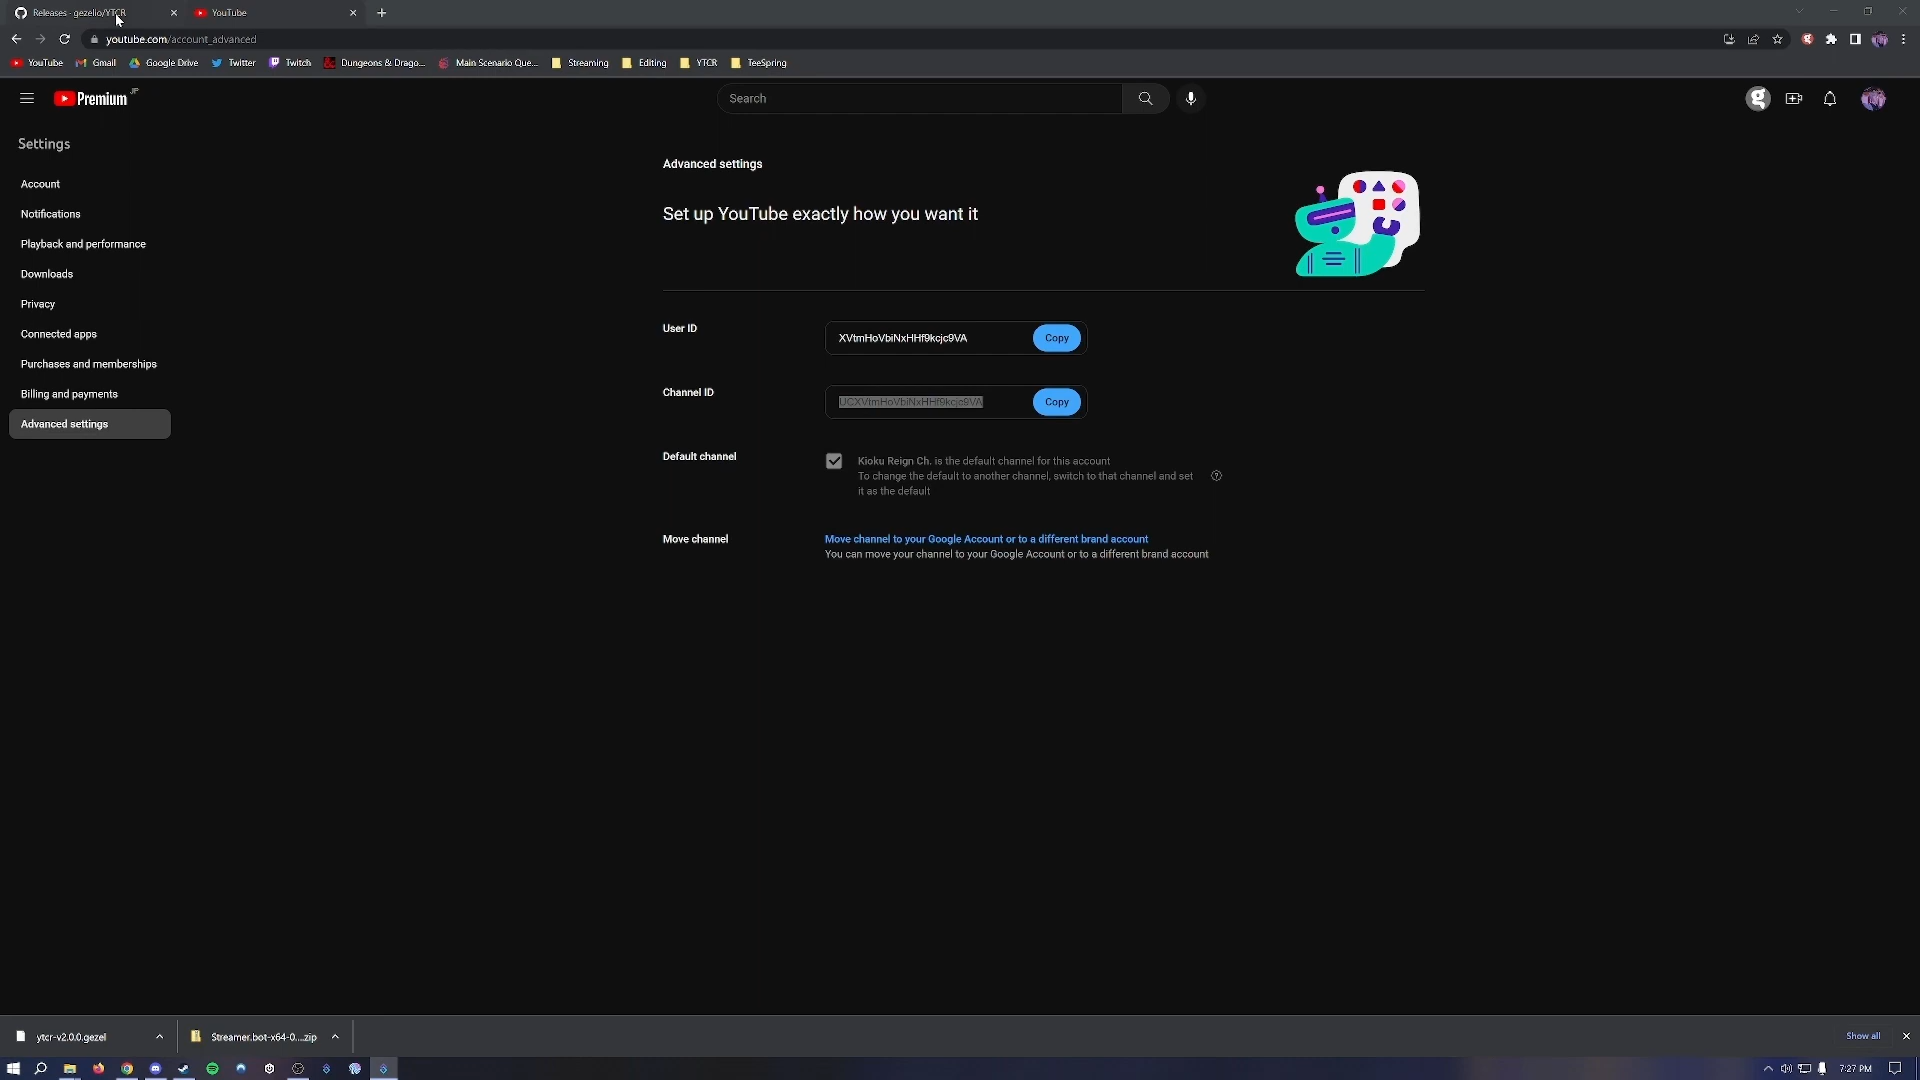 Releases · gezelio/YTCR
YouTube
youtube.com/account_advanced
YouTube
Gmail
Google Drive
Twitter
Twitch
Dungeons & Drago...
Main Scenario Que...
Streaming
Editing
YTCR
TeeSpring
Premium JP
Search
Settings
Account
Notifications
Playback and performance
Downloads
Privacy
Connected apps
Purchases and memberships
Billing and payments
Advanced settings
Advanced settings
Set up YouTube exactly how you want it
User ID
XVtmHoVbiNxHHf9kcjc9VA
Copy
Channel ID
UCXVtmHoVbiNxHHf9kcjc9VA
Copy
Default channel
Kioku Reign Ch. is the default channel for this account
To change the default to another channel, switch to that channel and set
it as the default
Move channel
Move channel to your Google Account or to a different brand account
You can move your channel to your Google Account or to a different brand account
ytcr-v2.0.0.gezel
Streamer.bot-x64-0....zip
Show all
7:27 PM